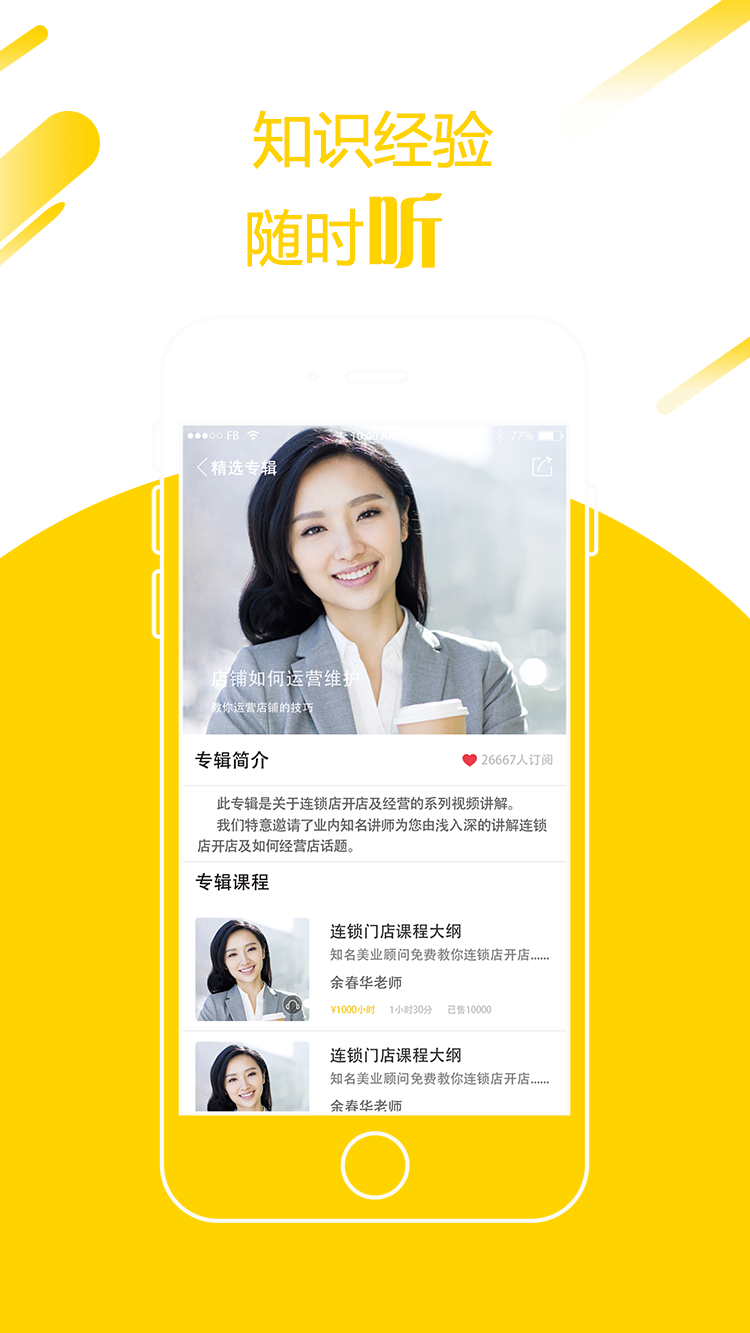 知识经验
随时听
FB 10:00 AM 77%
精选专辑
店铺如何运营维护
教你运营店铺的技巧
专辑简介 26667人订阅
此专辑是关于连锁店开店及经营的系列视频讲解。
我们特意邀请了业内知名讲师为您由浅入深的讲解连锁
店开店及如何经营店话题。
专辑课程
连锁门店课程大纲
知名美业顾问免费教你连锁店开店......
余春华老师
¥1000小时 1小时30分 已售10000
连锁门店课程大纲
知名美业顾问免费教你连锁店开店......
余春华老师